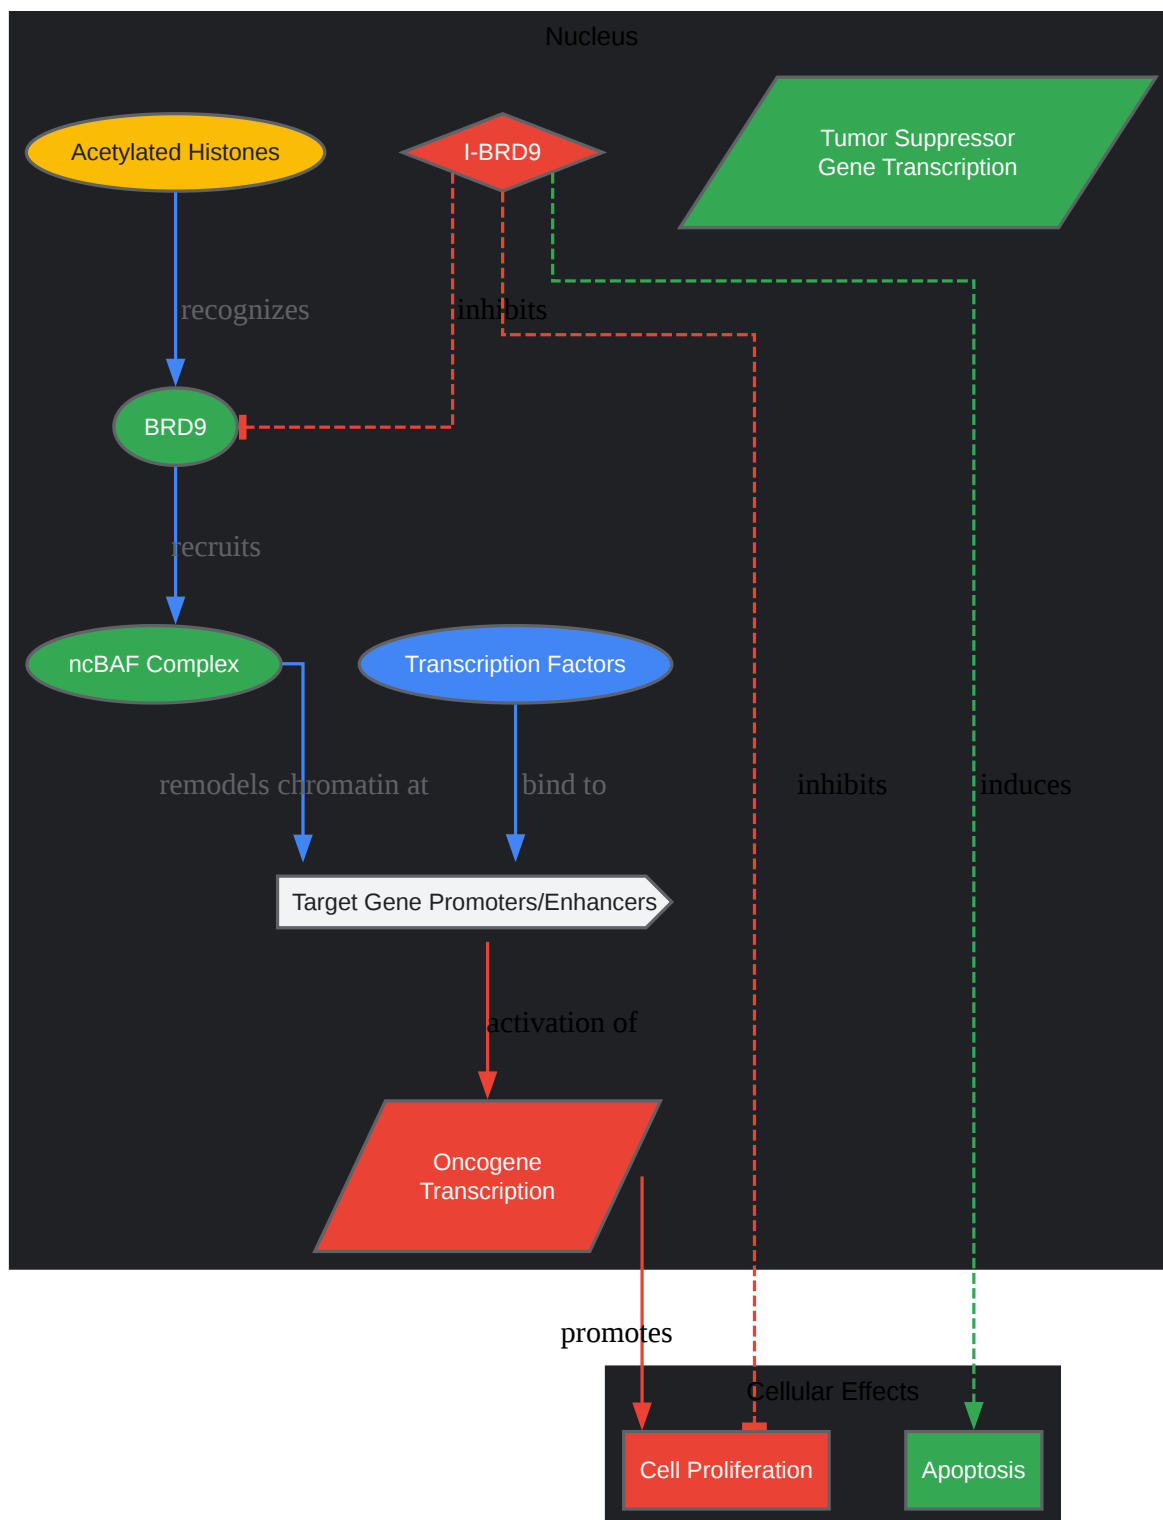 Nucleus
Acetylated Histones
I-BRD9
Tumor Suppressor
Gene Transcription
recognizes
inhibits
BRD9
recruits
ncBAF Complex
Transcription Factors
remodels chromatin at
bind to
inhibits
induces
Target Gene Promoters/Enhancers
activation of
Oncogene
Transcription
promotes
Cellular Effects
Cell Proliferation
Apoptosis